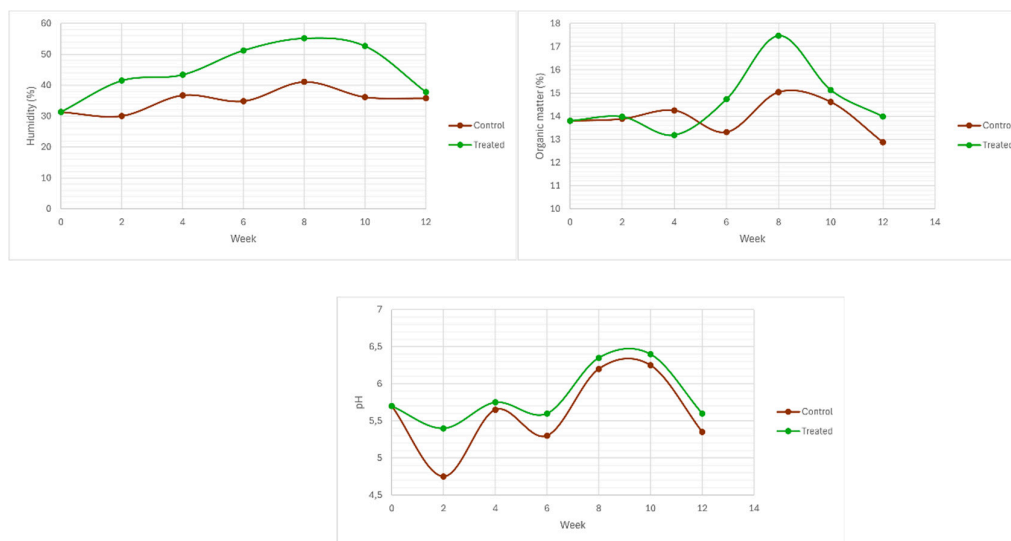 60
50
40
30
20
10
0
Humidity (%)
0 2 4 6 8 10 12
Week
Control
Treated
18
17
16
15
14
13
12
11
10
Organic matter (%)
0 2 4 6 8 10 12 14
Week
Control
Treated
7
6,5
6
5,5
5
4,5
pH
0 2 4 6 8 10 12 14
Week
Control
Treated